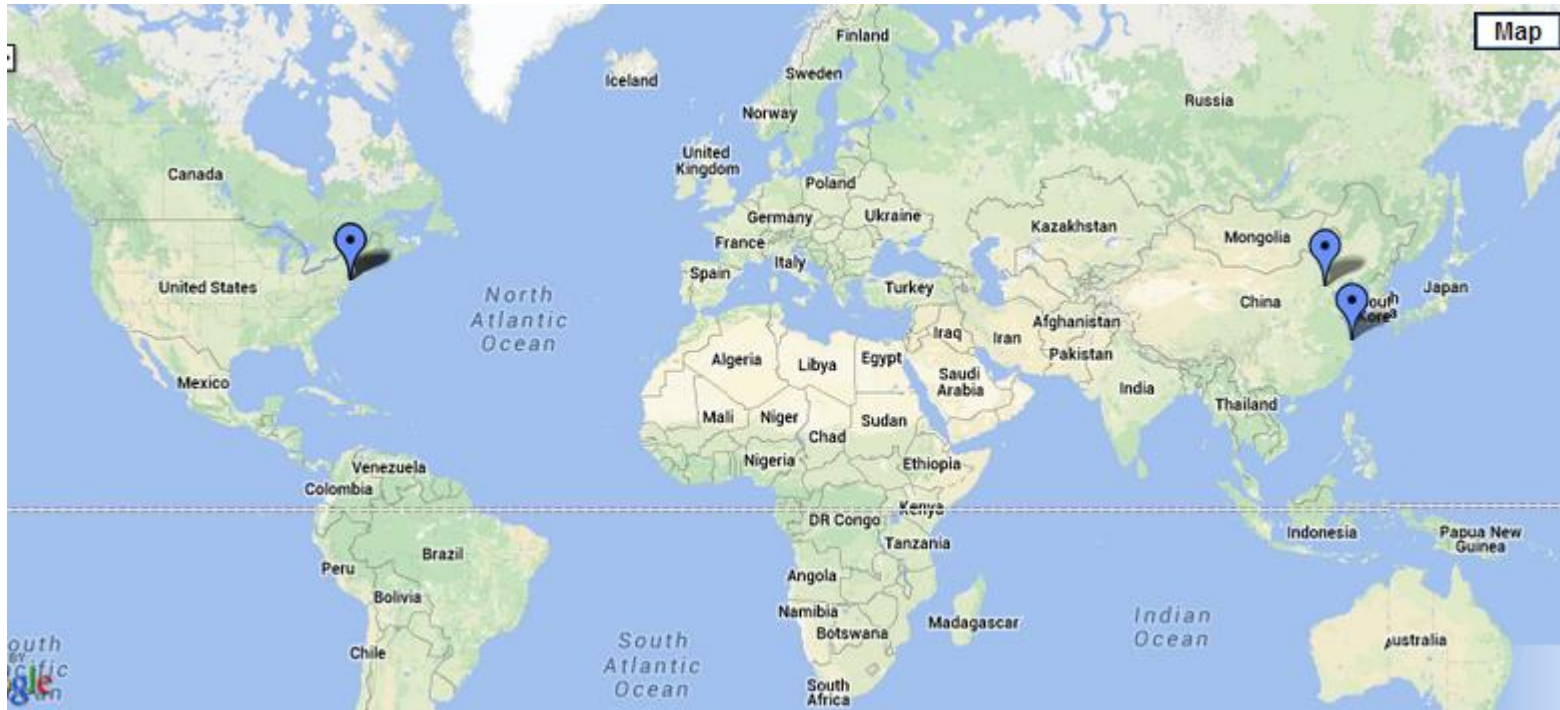 Finland
Map
Iceland
Sweden
Russia
Norway
United
Kingdom
Canada
Poland
Germany
Ukraine
Kazakhstan
Mongolia
France
Italy
Spain
United States
Turkey
China
Japan
North
Atlantic
Ocean
Iraq
Iran
Afghanistan
Pakistan
Algeria
Libya
Egypt
Saudi
Arabia
India
Mexico
Thailand
Mali
Niger
Chad
Sudan
Nigeria
Ethiopia
Venezuela
Colombia
Kenya
DR Congo
Tanzania
Indonesia
Papua New
Guinea
Brazil
Peru
Angola
Bolivia
Namibia
Botswana
Madagascar
Indian
Ocean
Australia
Chile
South
Atlantic
Ocean
South
Africa